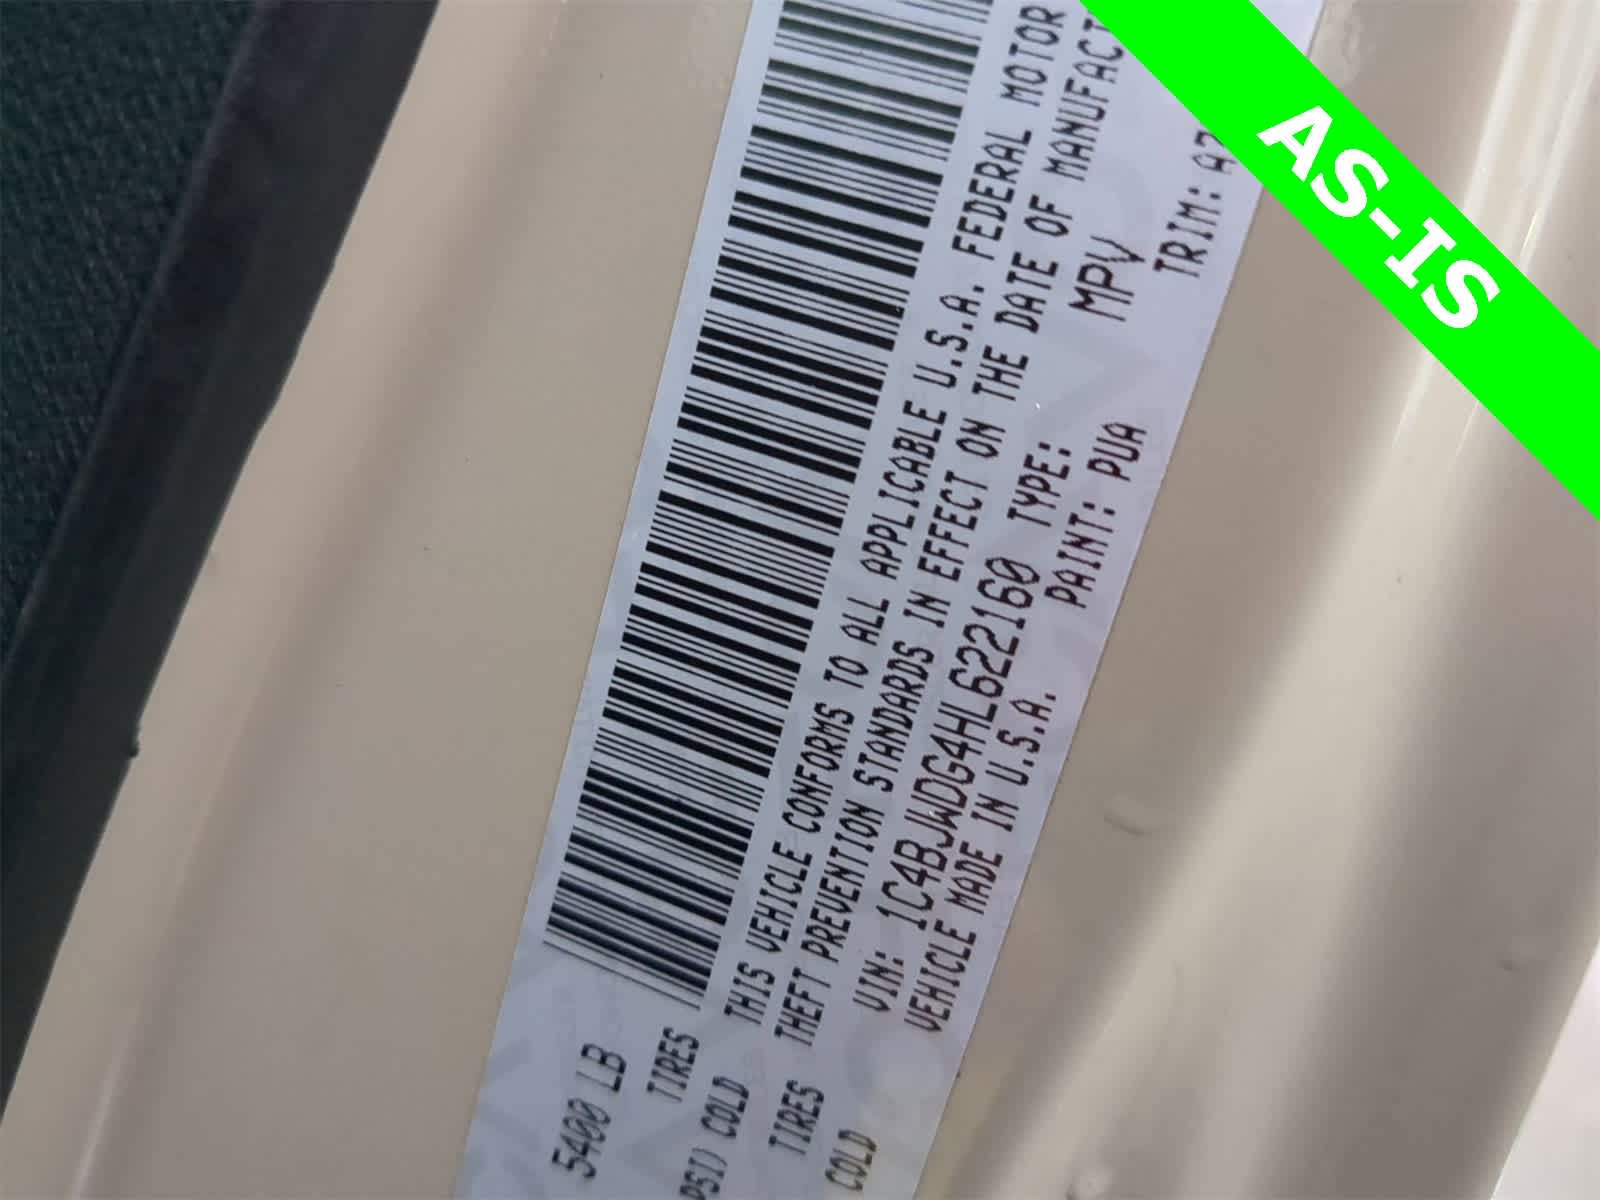 AS-IS
5400 LB
TIRES
PSI) COLD
TIRES
COLD
THIS VEHICLE CONFORMS TO ALL APPLICABLE U.S.A. FEDERAL MOTOR
THEFT PREVENTION STANDARDS IN EFFECT ON THE DATE OF
VIN: 1C4BJWDG4HL622160 TYPE: MPV
VEHICLE MADE IN U.S.A. PAINT: PUA TRIM: